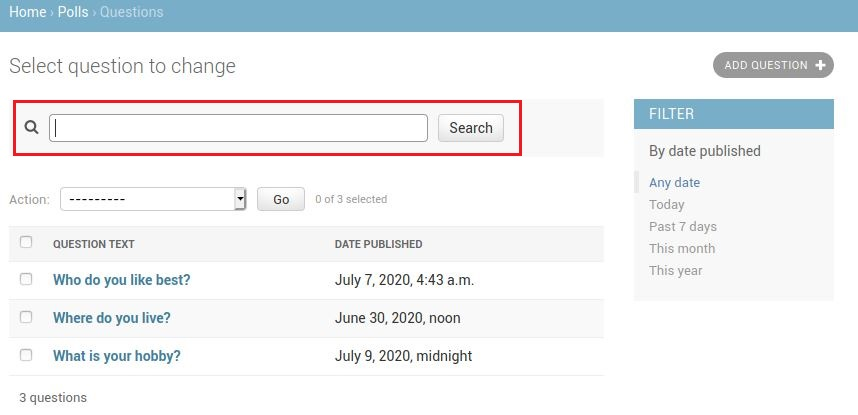 Home › Polls › Questions
Select question to change
ADD QUESTION +
Search
FILTER
By date published
Any date
Today
Past 7 days
This month
This year
Action: --------- Go 0 of 3 selected
QUESTION TEXT DATE PUBLISHED
Who do you like best? July 7, 2020, 4:43 a.m.
Where do you live? June 30, 2020, noon
What is your hobby? July 9, 2020, midnight
3 questions